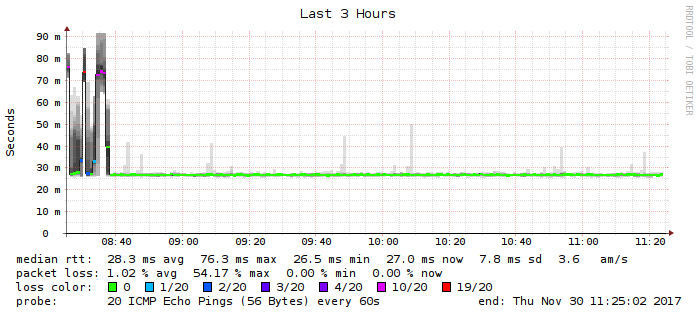 Last 3 Hours
RRDTOOL / TOBI OETIKER
Seconds
90 m
80 m
70 m
60 m
50 m
40 m
30 m
20 m
10 m
0
08:40 09:00 09:20 09:40 10:00 10:20 10:40 11:00 11:20
median rtt: 28.3 ms avg 76.3 ms max 26.5 ms min 27.0 ms now 7.8 ms sd 3.6 am/s
packet loss: 1.02 % avg 54.17 % max 0.00 % min 0.00 % now
loss color: 0 1/20 2/20 3/20 4/20 10/20 19/20
probe: 20 ICMP Echo Pings (56 Bytes) every 60s end: Thu Nov 30 11:25:02 2017